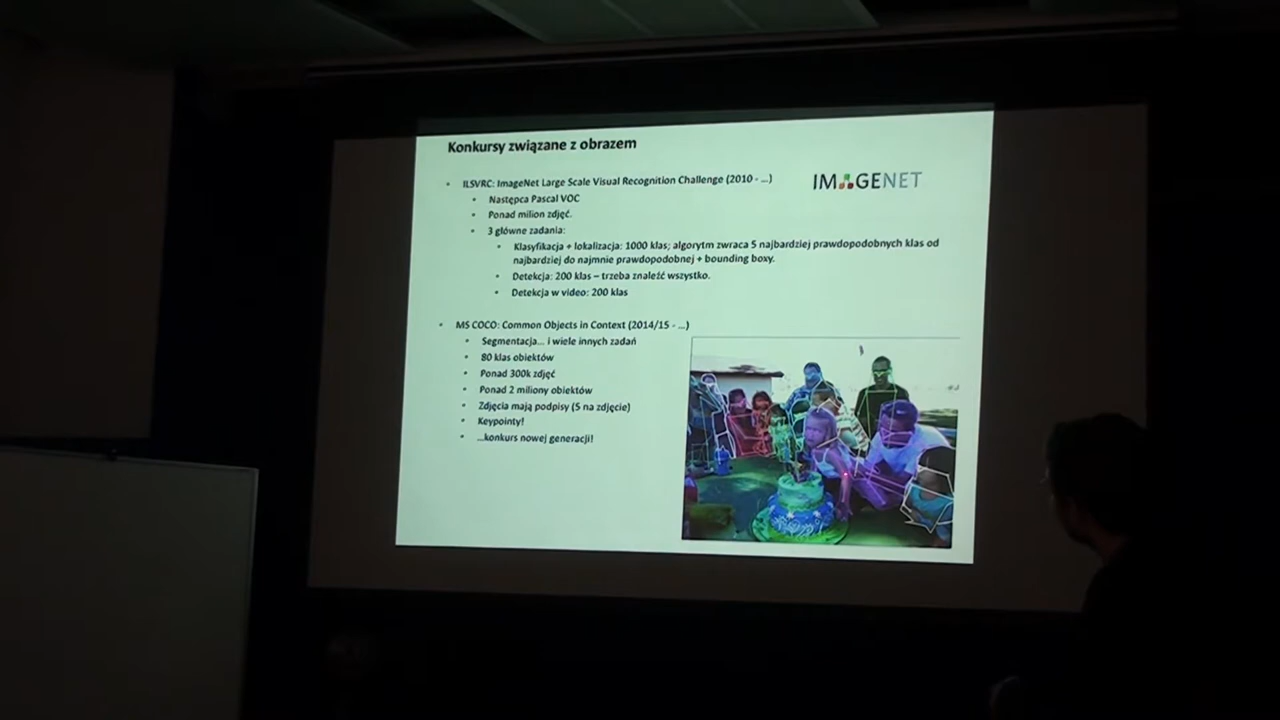 Konkursy związane z obrazem
ILSVRC: ImageNet Large Scale Visual Recognition Challenge (2010 - ...)
IMAGENET
Następca Pascal VOC
Ponad milion zdjęć.
3 główne zadania:
Klasyfikacja + lokalizacja: 1000 klas; algorytm zwraca 5 najbardziej prawdopodobnych klas od
najbardziej do najmnie prawdopodobnej + bounding boxy.
Detekcja: 200 klas – trzeba znaleźć wszystko.
Detekcja w video: 200 klas
MS COCO: Common Objects in Context (2014/15 - ...)
Segmentacja... i wiele innych zadań
80 klas obiektów
Ponad 300k zdjęć
Ponad 2 miliony obiektów
Zdjęcia mają podpisy (5 na zdjęcie)
Keypointy!
...konkurs nowej generacji!